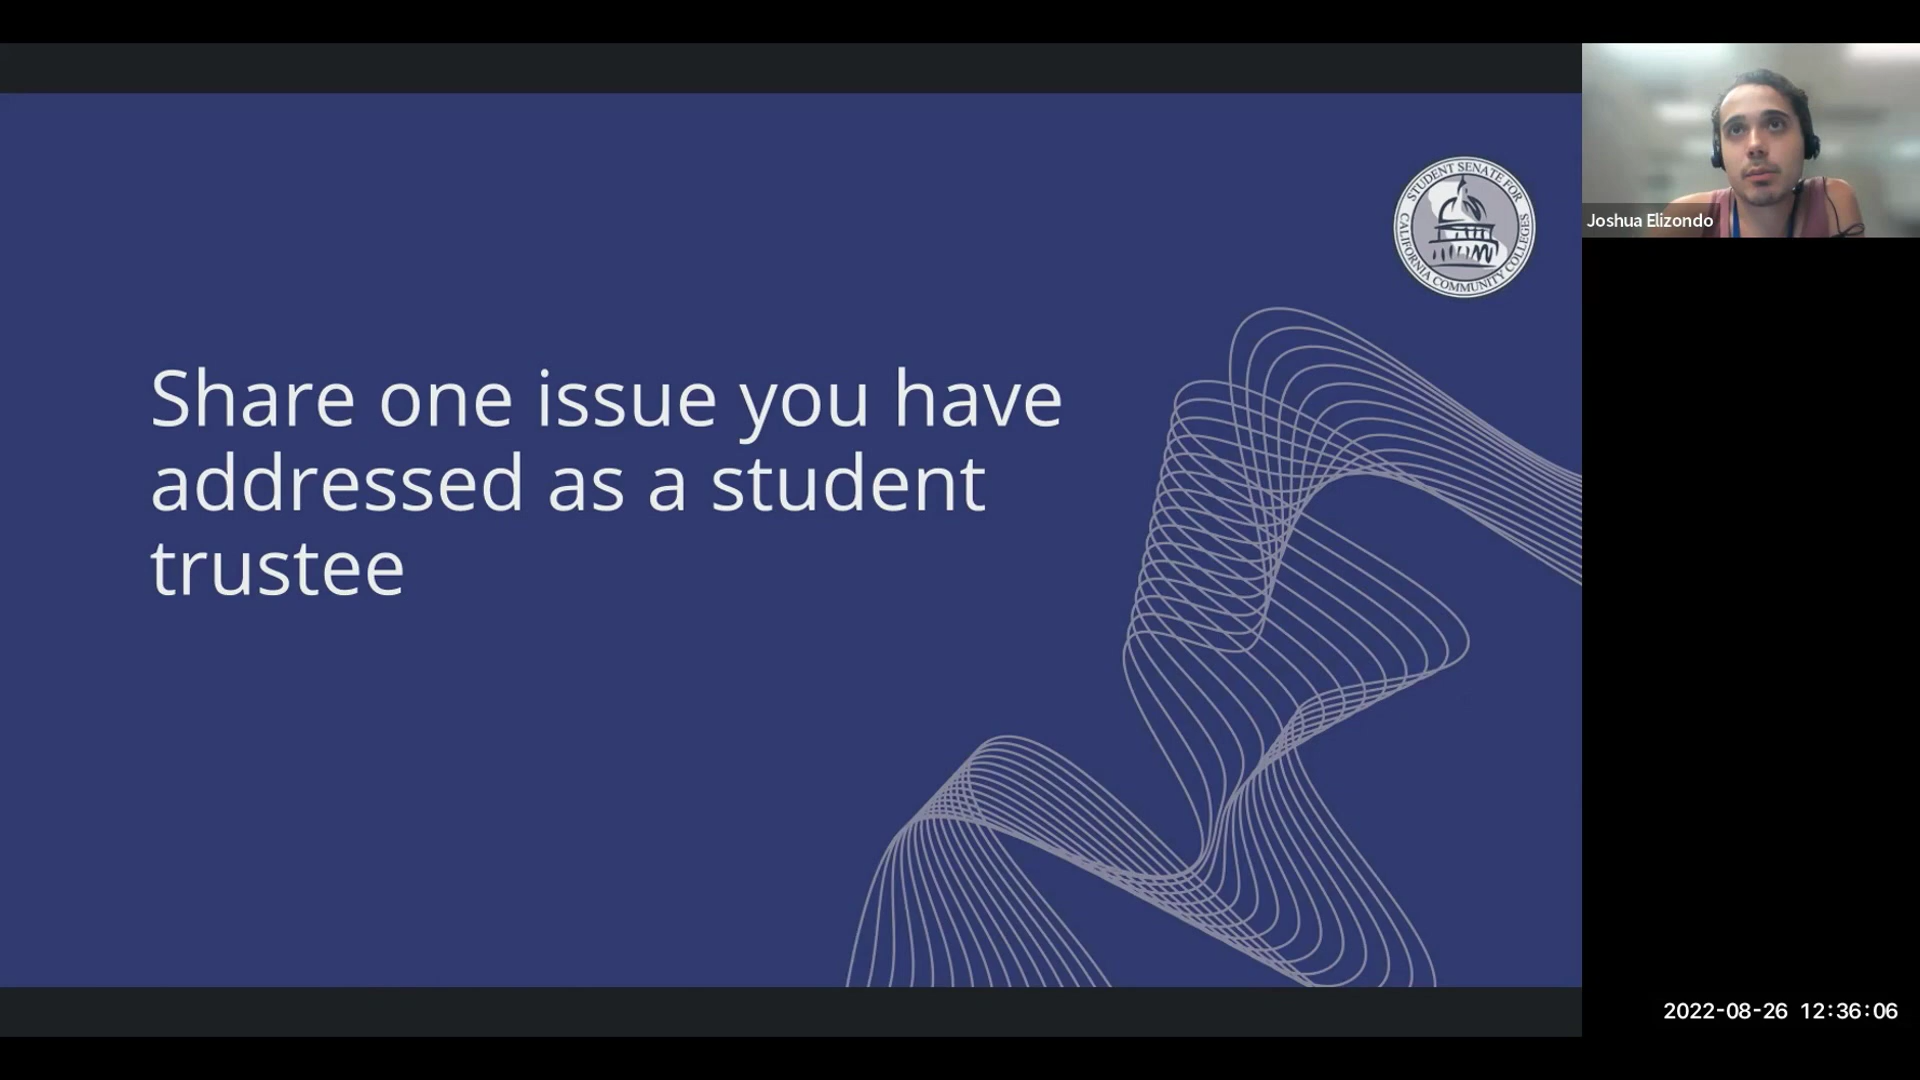 STUDENT SENATE FOR
CALIFORNIA COMMUNITY COLLEGES
Share one issue you have
addressed as a student
trustee
Joshua Elizondo
2022-08-26 12:36:06